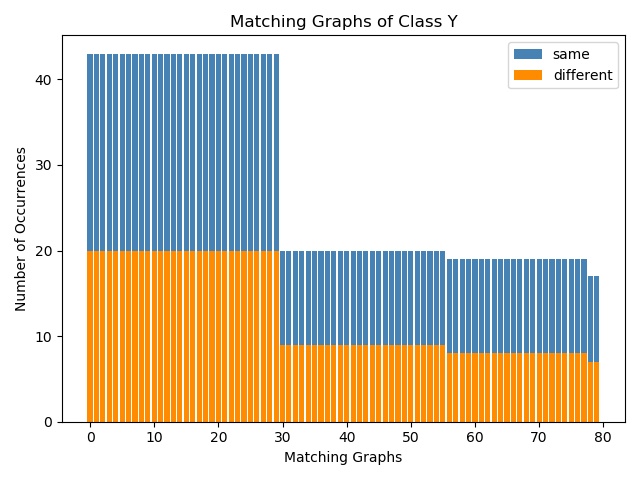 Matching Graphs of Class Y
same
different
Number of Occurrences
40
30
20
10
0
0 10 20 30 40 50 60 70 80
Matching Graphs